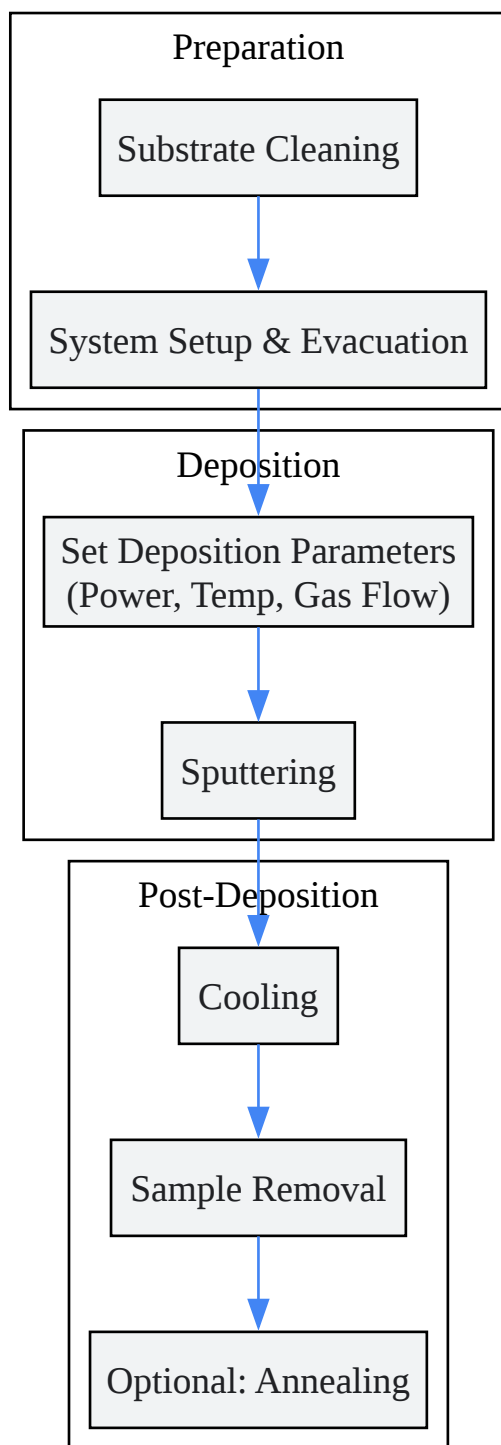 Preparation
Substrate Cleaning
System Setup & Evacuation
Deposition
Set Deposition Parameters
(Power, Temp, Gas Flow)
Sputtering
Post-Deposition
Cooling
Sample Removal
Optional: Annealing